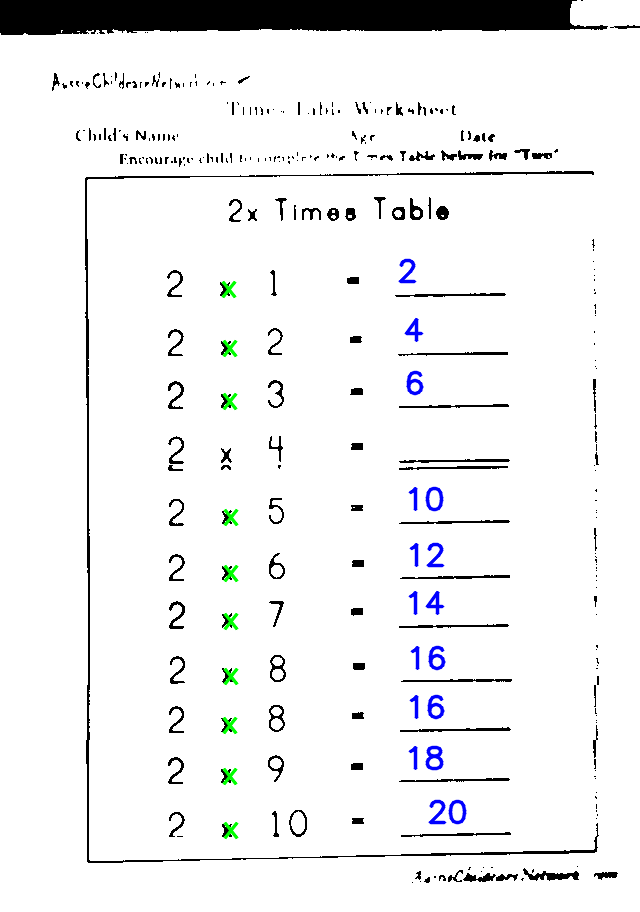 AussieChildcareNetwork.com
Times Table Worksheet
Child's Name Age Date
Encourage child to complete the Times Table below for "Two"
2x Times Table
2 x 1 = 2
2 x 2 = 4
2 x 3 = 6
2 x 4 =
2 x 5 = 10
2 x 6 = 12
2 x 7 = 14
2 x 8 = 16
2 x 8 = 16
2 x 9 = 18
2 x 10 = 20
AussieChildcareNetwork.com